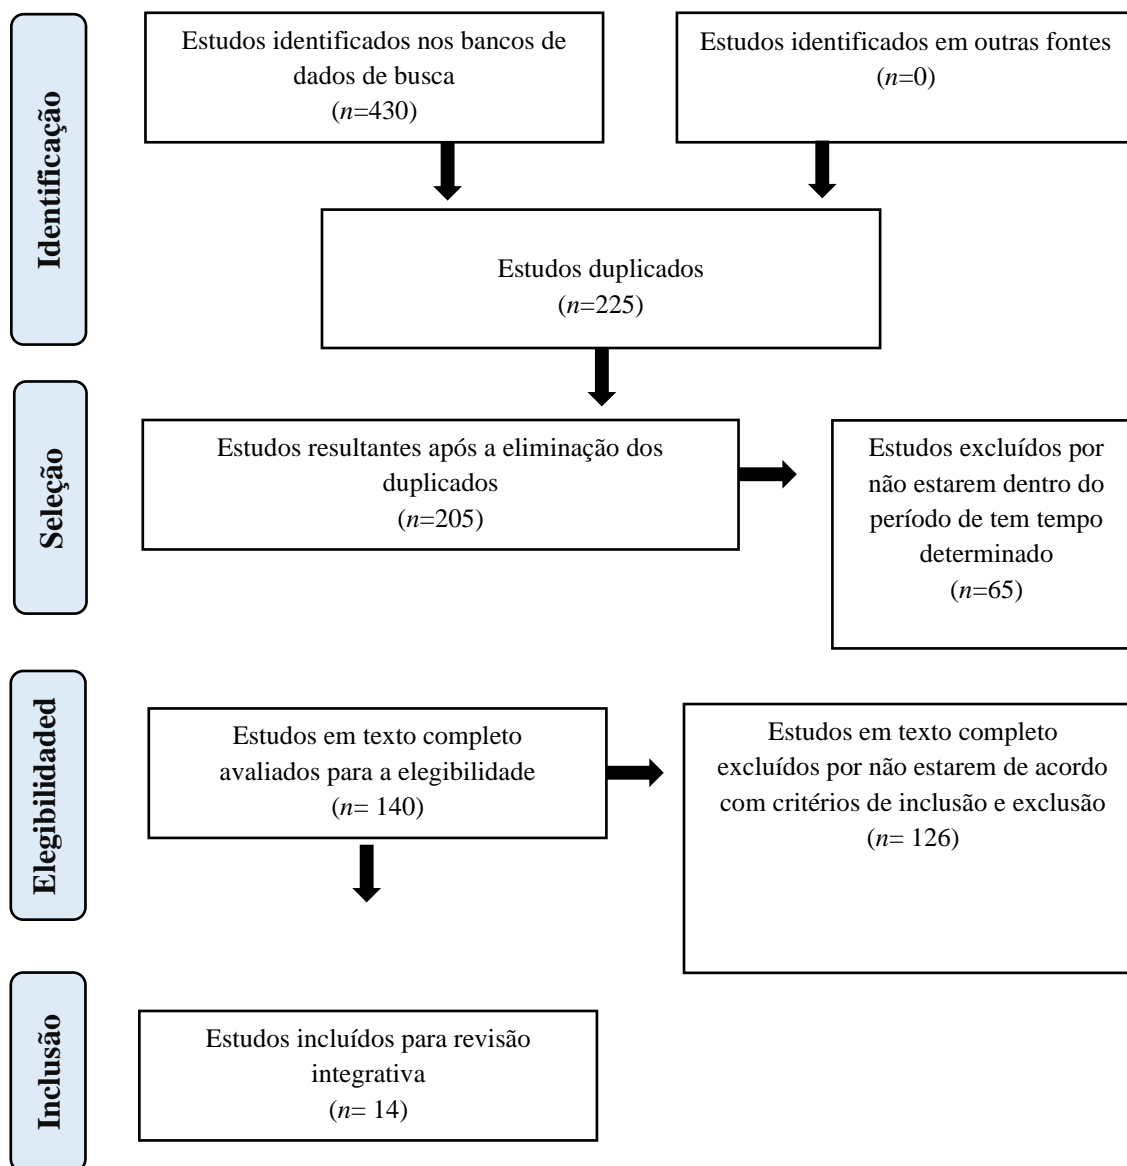 Identificação
Estudos identificados nos bancos de
dados de busca
(n=430)
Estudos identificados em outras fontes
(n=0)
Estudos duplicados
(n=225)
Seleção
Estudos resultantes após a eliminação dos
duplicados
(n=205)
Estudos excluídos por
não estarem dentro do
período de tem tempo
determinado
(n=65)
Elegibilidaded
Estudos em texto completo
avaliados para a elegibilidade
(n= 140)
Estudos em texto completo
excluídos por não estarem de acordo
com critérios de inclusão e exclusão
(n= 126)
Inclusão
Estudos incluídos para revisão
integrativa
(n= 14)